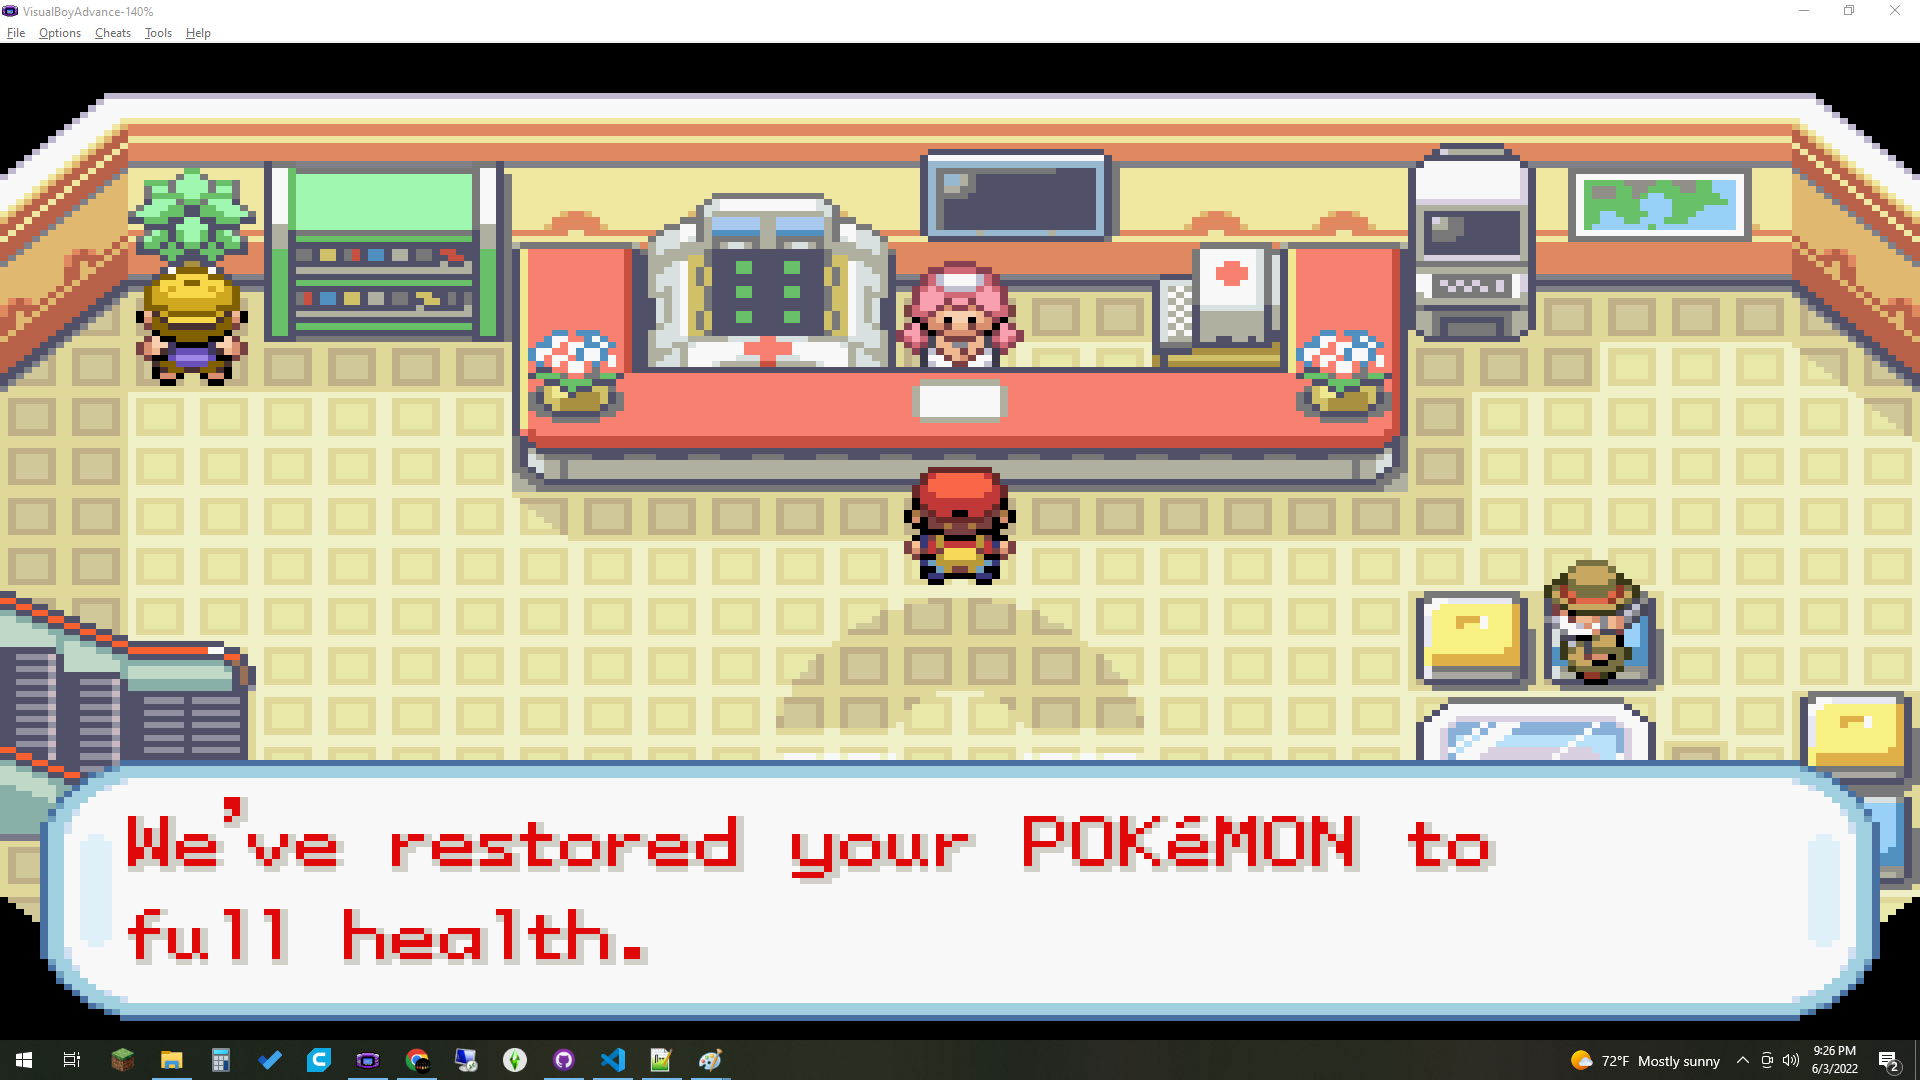 VisualBoyAdvance-140%
File Options Cheats Tools Help
We've restored your POKéMON to
full health.
72°F Mostly sunny
9:26 PM
6/3/2022
2